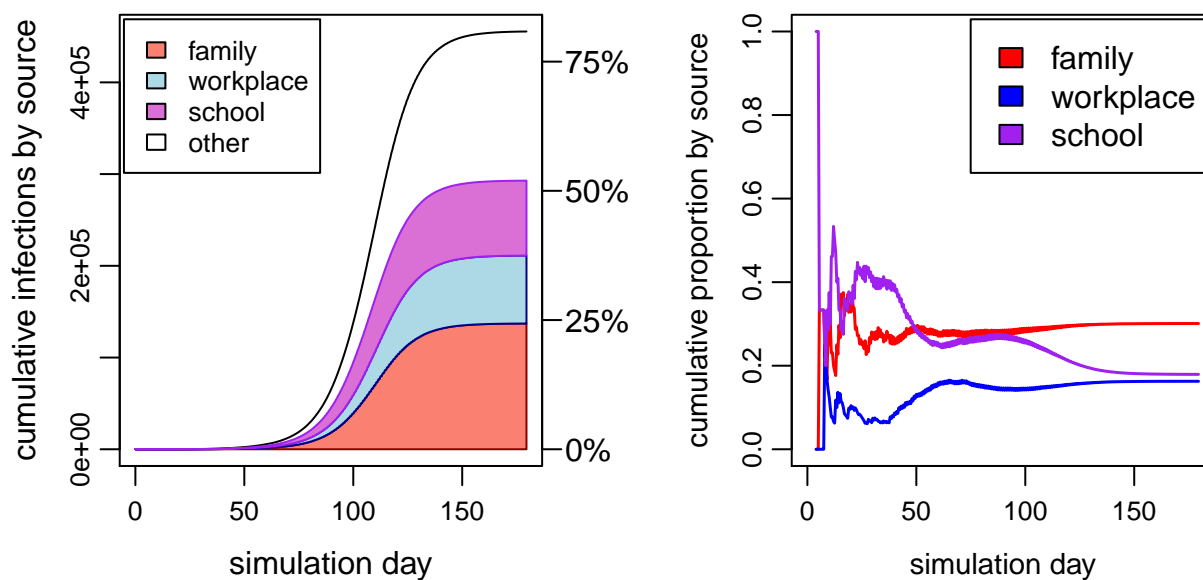 cumulative infections by source
0e+00
2e+05
4e+05
family
workplace
school
other
75%
50%
25%
0%
0 50 100 150
simulation day
cumulative proportion by source
1.0
0.8
0.6
0.4
0.2
0.0
family
workplace
school
0 50 100 150
simulation day